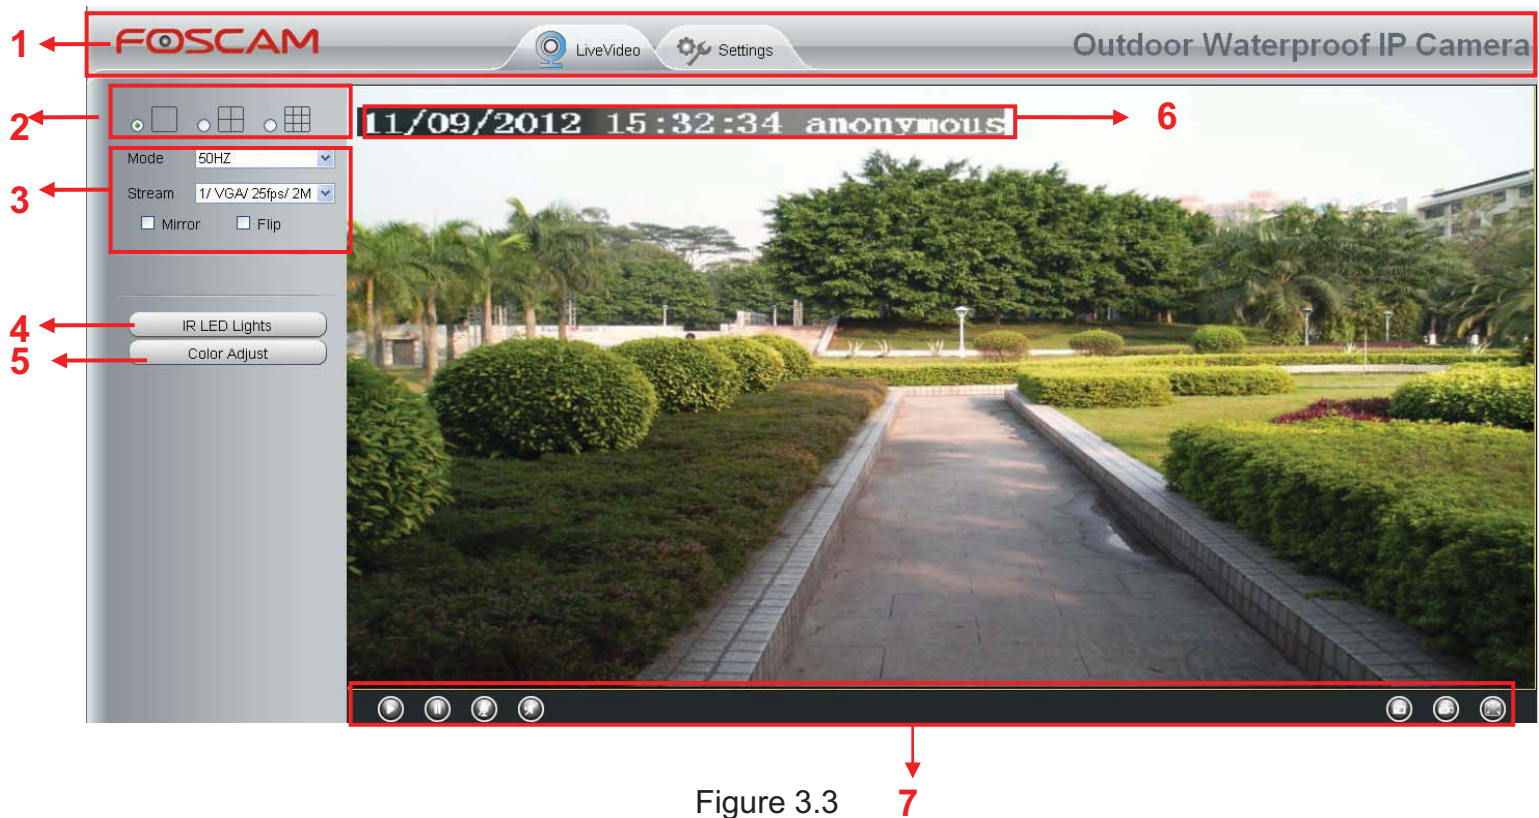 1
FOSCAM
LiveVideo
Settings
Outdoor Waterproof IP Camera
2
11/09/2012 15:32:34 anonymous
6
3
Mode 50HZ
Stream 1/ VGA/ 25fps/ 2M
Mirror Flip
4
IR LED Lights
5
Color Adjust
Figure 3.3
7